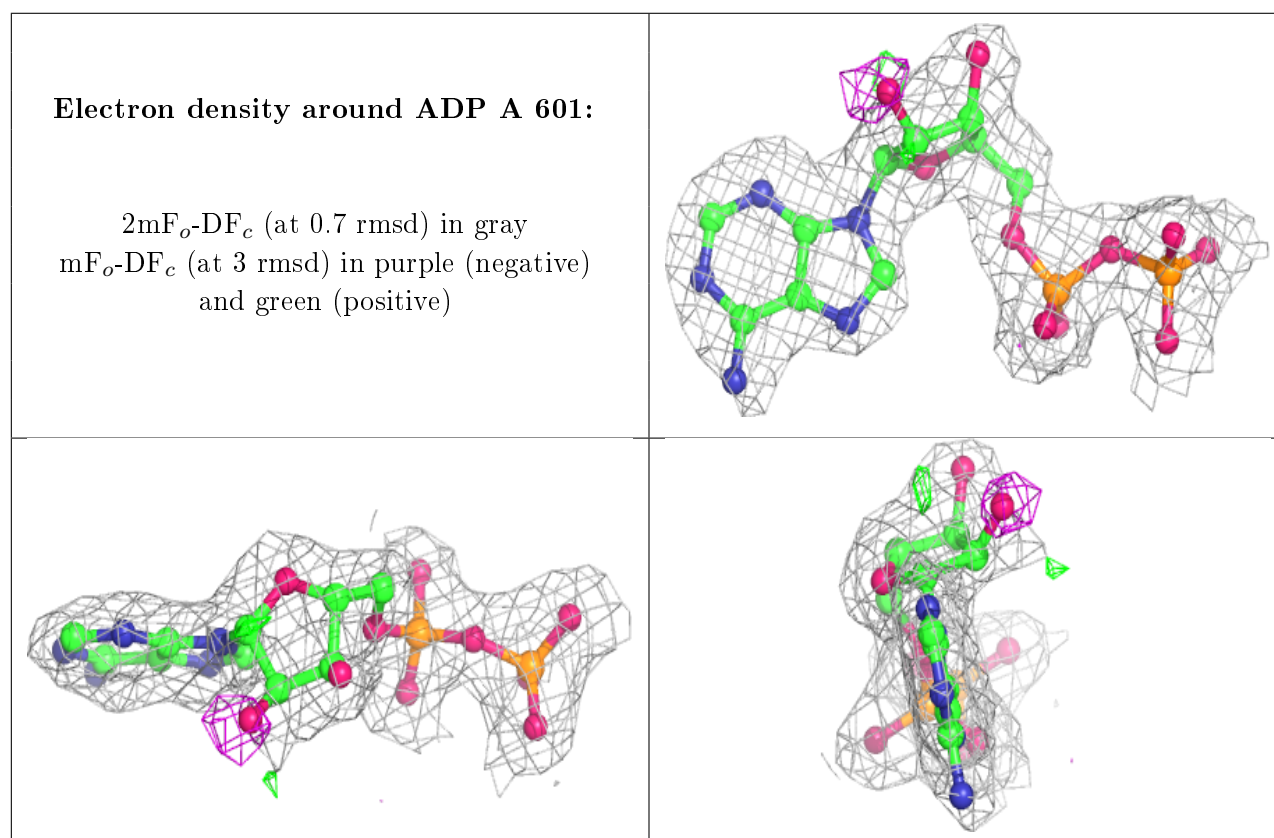 Electron density around ADP A 601:
2mFo-DFc (at 0.7 rmsd) in gray
mFo-DFc (at 3 rmsd) in purple (negative)
and green (positive)